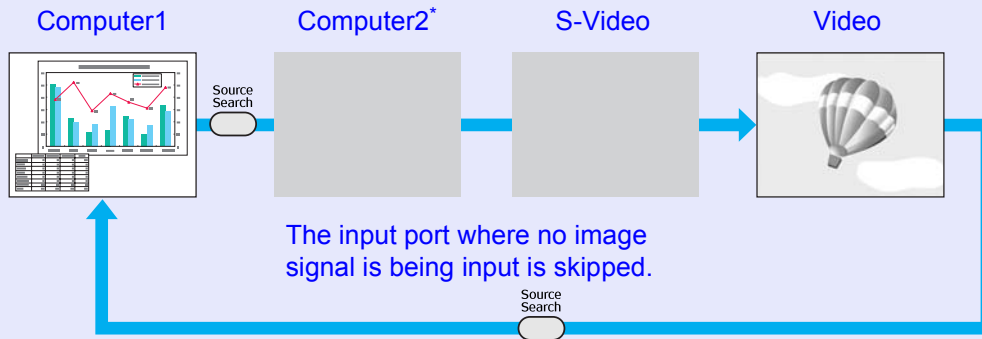 Computer1
Computer2*
S-Video
Video
Source
Search
The input port where no image
signal is being input is skipped.
Source
Search